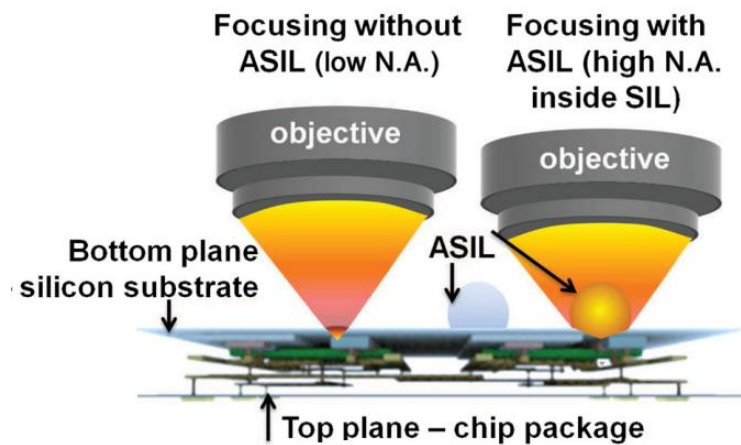 Focusing without
ASIL (low N.A.)
Focusing with
ASIL (high N.A.
inside SIL)
objective
objective
Bottom plane
- silicon substrate
ASIL
Top plane – chip package